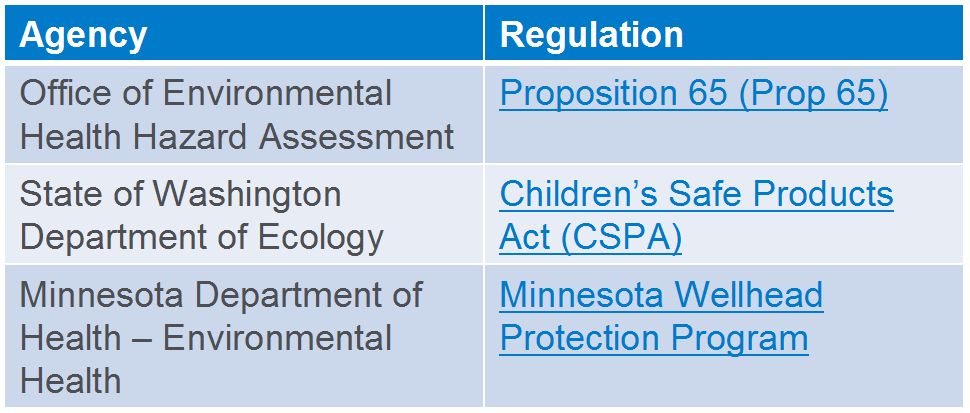 Agency
Regulation
Office of Environmental
Health Hazard Assessment
Proposition 65 (Prop 65)
State of Washington
Department of Ecology
Children’s Safe Products
Act (CSPA)
Minnesota Department of
Health – Environmental
Health
Minnesota Wellhead
Protection Program